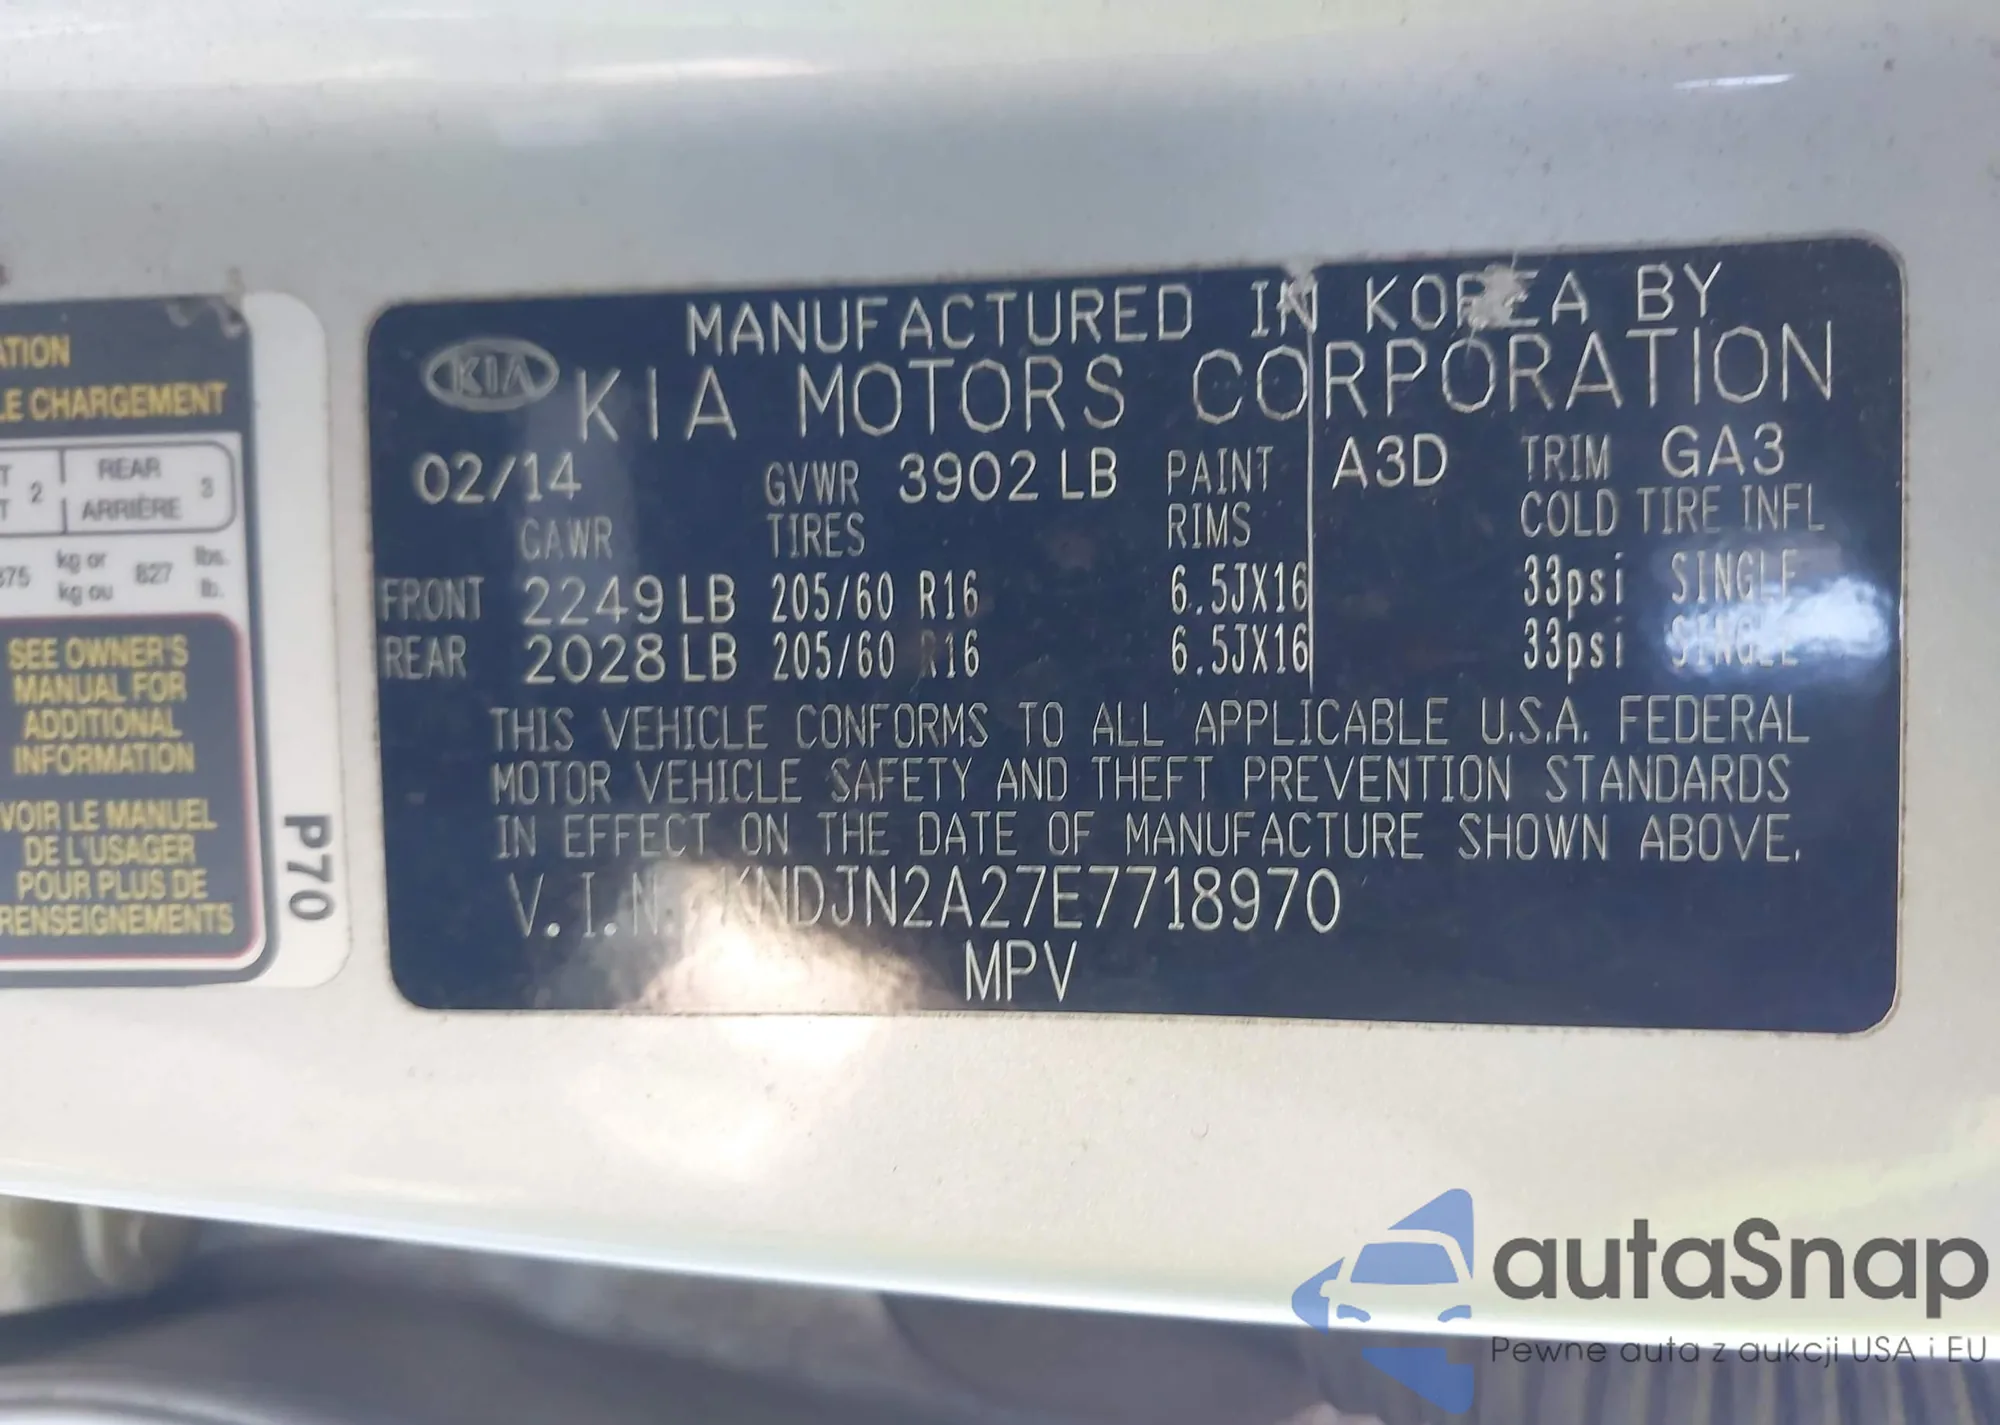 ATION
LE CHARGEMENT
2 | REAR 3
ARRIÈRE
375 kg or 827 lbs.
kg ou lb.
SEE OWNER'S
MANUAL FOR
ADDITIONAL
INFORMATION
VOIR LE MANUEL
DE L'USAGER
POUR PLUS DE
RENSEIGNEMENTS
P70
MANUFACTURED IN KOREA BY
KIA KIA MOTORS CORPORATION
02/14 GVWR 3902 LB PAINT A3D TRIM GA3
GAWR TIRES RIMS COLD TIRE INFL
FRONT 2249 LB 205/60 R16 6.5JX16 33psi SINGLE
REAR 2028 LB 205/60 R16 6.5JX16 33psi SINGLE
THIS VEHICLE CONFORMS TO ALL APPLICABLE U.S.A. FEDERAL
MOTOR VEHICLE SAFETY AND THEFT PREVENTION STANDARDS
IN EFFECT ON THE DATE OF MANUFACTURE SHOWN ABOVE.
V.I.N: KNDJN2A27E7718970
MPV
autaSnap
Pewne auta z aukcji USA i EU